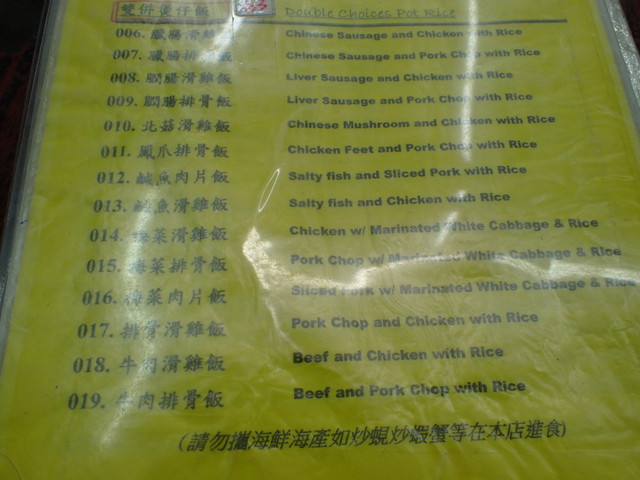 雙併煲仔飯 Double Choices Pot Rice
006. 臘腸滑雞飯 Chinese Sausage and Chicken with Rice
007. 臘腸排骨飯 Chinese Sausage and Pork Chop with Rice
008. 膶腸滑雞飯 Liver Sausage and Chicken with Rice
009. 膶腸排骨飯 Liver Sausage and Pork Chop with Rice
010. 北菇滑雞飯 Chinese Mushroom and Chicken with Rice
011. 鳳爪排骨飯 Chicken Feet and Pork Chop with Rice
012. 鹹魚肉片飯 Salty fish and Sliced Pork with Rice
013. 鹹魚滑雞飯 Salty fish and Chicken with Rice
014. 梅菜滑雞飯 Chicken w/ Marinated White Cabbage & Rice
015. 梅菜排骨飯 Pork Chop w/ Marinated White Cabbage & Rice
016. 梅菜肉片飯 Sliced Pork w/ Marinated White Cabbage & Rice
017. 排骨滑雞飯 Pork Chop and Chicken with Rice
018. 牛肉滑雞飯 Beef and Chicken with Rice
019. 牛肉排骨飯 Beef and Pork Chop with Rice
(請勿攜海鮮海產如炒蜆炒蝦蟹等在本店進食)